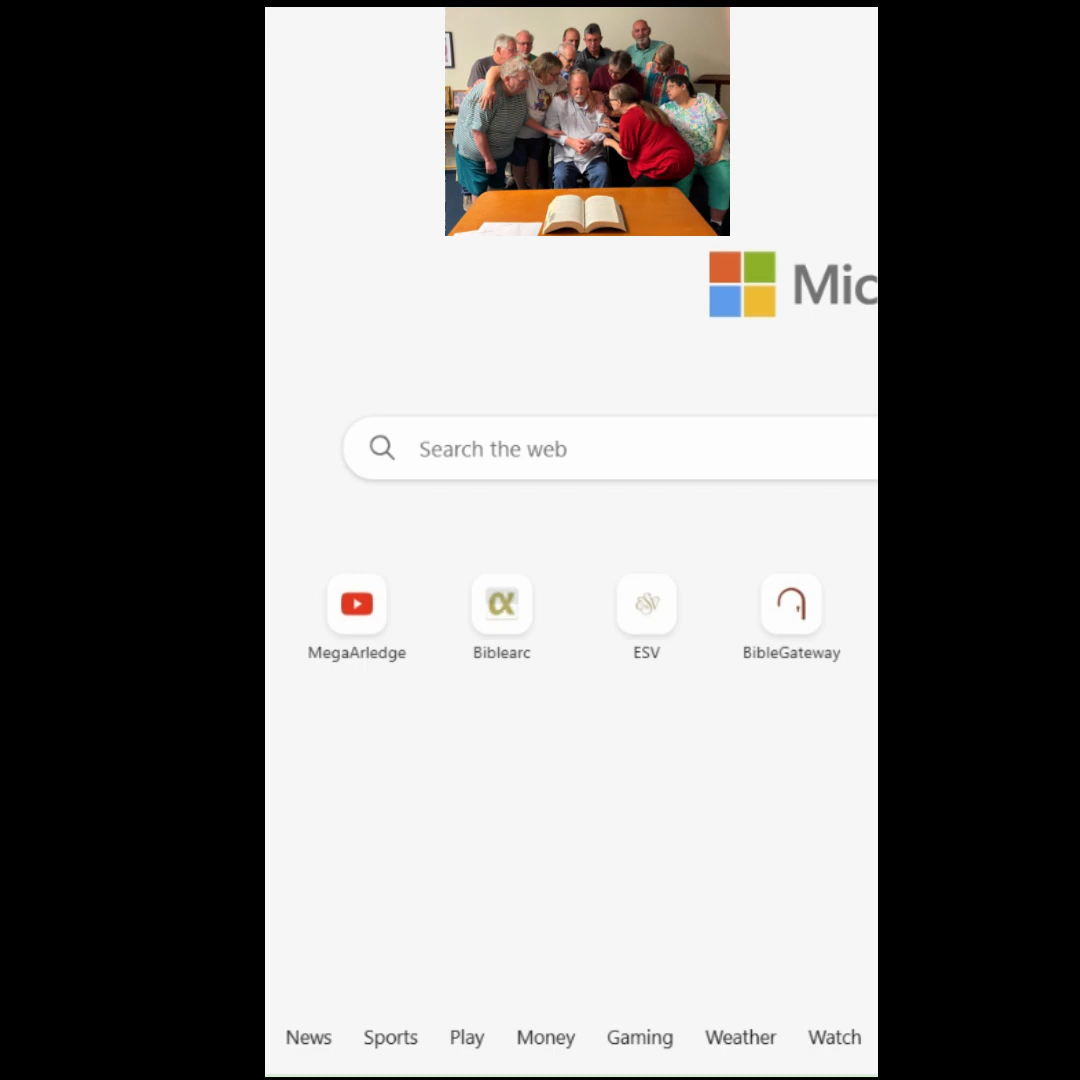 Mic
Search the web
MegaArledge
Biblearc
ESV
BibleGateway
News Sports Play Money Gaming Weather Watch